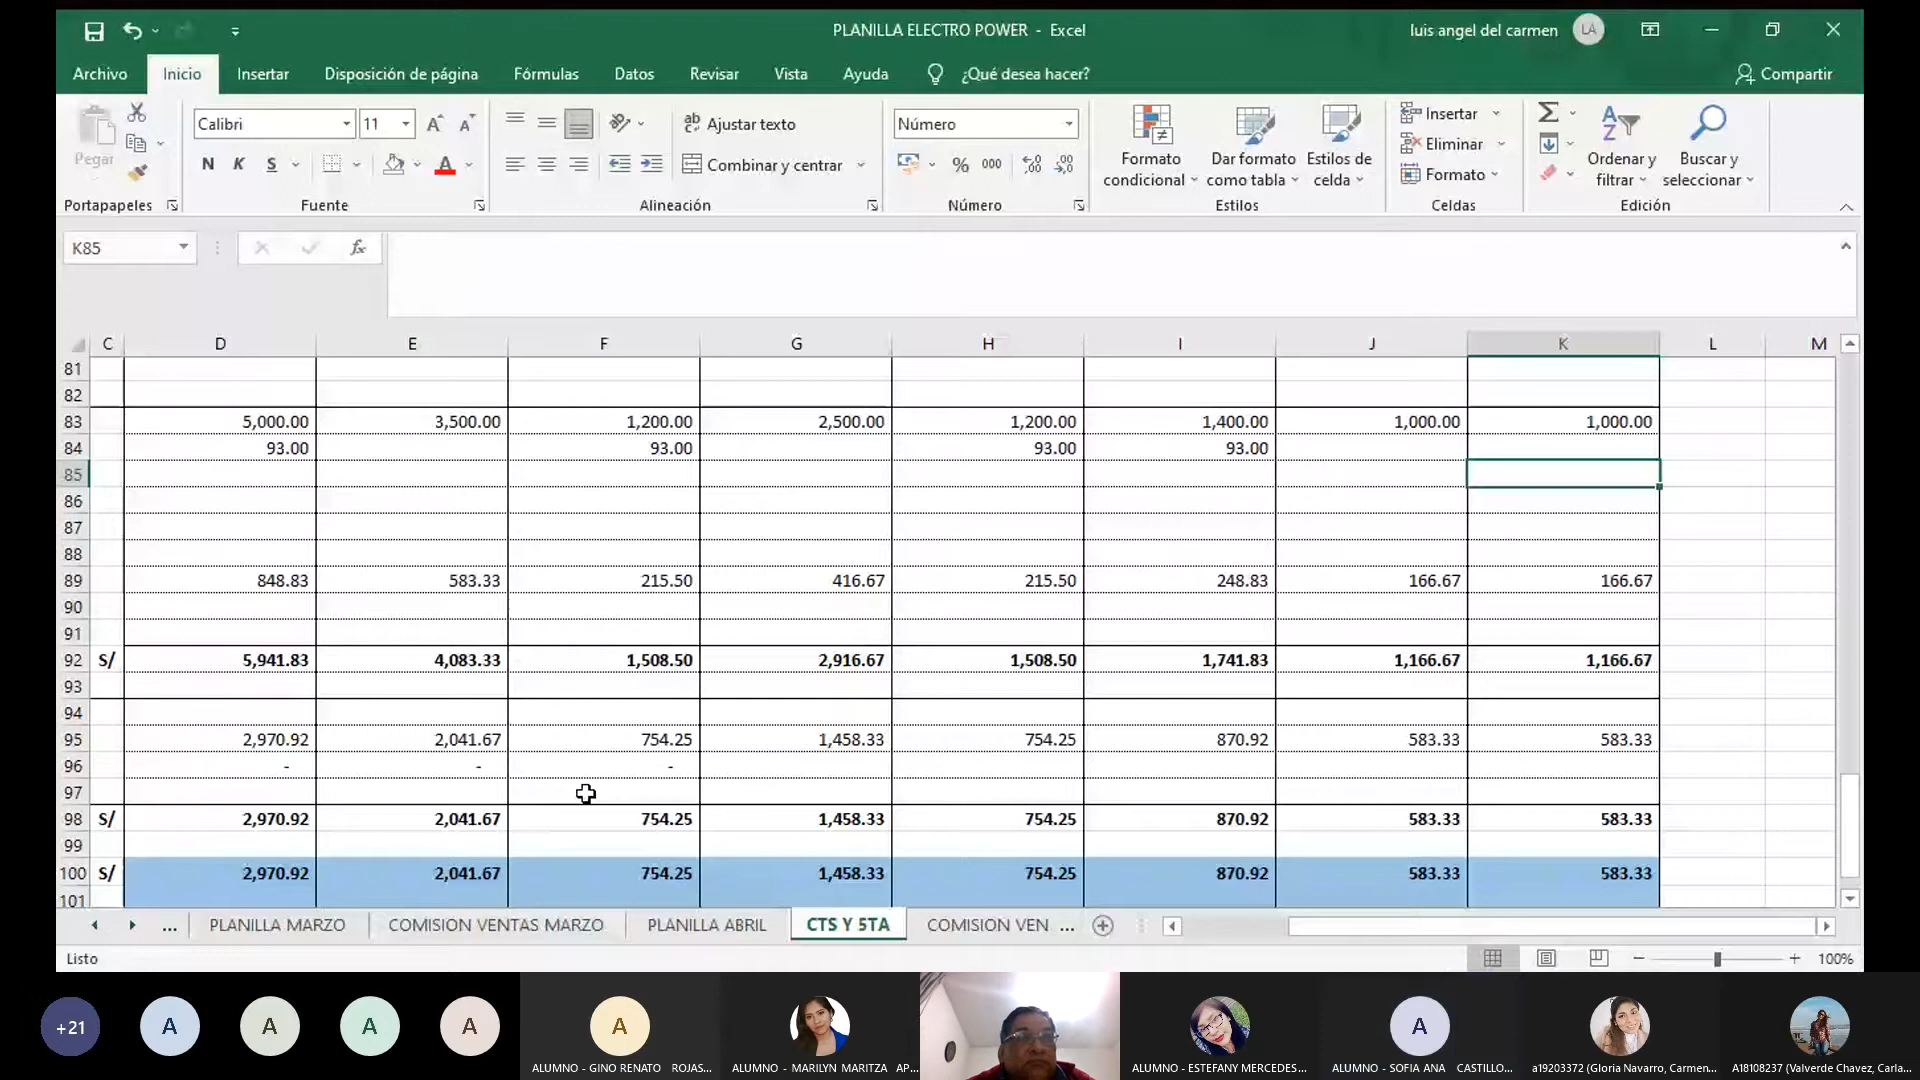 PLANILLA ELECTRO POWER - Excel
luis angel del carmen
LA
Archivo Inicio Insertar Disposición de página Fórmulas Datos Revisar Vista Ayuda ¿Qué desea hacer? Compartir
Pegar
Portapapeles
Calibri 11
N K S
Fuente
Ajustar texto
Combinar y centrar
Alineación
Número
% 000
Número
Formato condicional
Dar formato como tabla
Estilos de celda
Estilos
Insertar
Eliminar
Formato
Celdas
Ordenar y filtrar
Buscar y seleccionar
Edición
K85
fx
C D E F G H I J K L M
81
82
83 5,000.00 3,500.00 1,200.00 2,500.00 1,200.00 1,400.00 1,000.00 1,000.00
84 93.00 93.00 93.00 93.00
85
86
87
88
89 848.83 583.33 215.50 416.67 215.50 248.83 166.67 166.67
90
91
92 S/ 5,941.83 4,083.33 1,508.50 2,916.67 1,508.50 1,741.83 1,166.67 1,166.67
93
94
95 2,970.92 2,041.67 754.25 1,458.33 754.25 870.92 583.33 583.33
96 - - -
97
98 S/ 2,970.92 2,041.67 754.25 1,458.33 754.25 870.92 583.33 583.33
99
100 S/ 2,970.92 2,041.67 754.25 1,458.33 754.25 870.92 583.33 583.33
101
... PLANILLA MARZO COMISION VENTAS MARZO PLANILLA ABRIL CTS Y 5TA COMISION VEN ...
Listo
100%
+21 A A A A A A
ALUMNO - GINO RENATO ROJAS...
ALUMNO - MARILYN MARITZA AP...
ALUMNO - ESTEFANY MERCEDES...
ALUMNO - SOFIA ANA CASTILLO...
a19203372 (Gloria Navarro, Carmen...
A18108237 (Valverde Chavez, Carla...